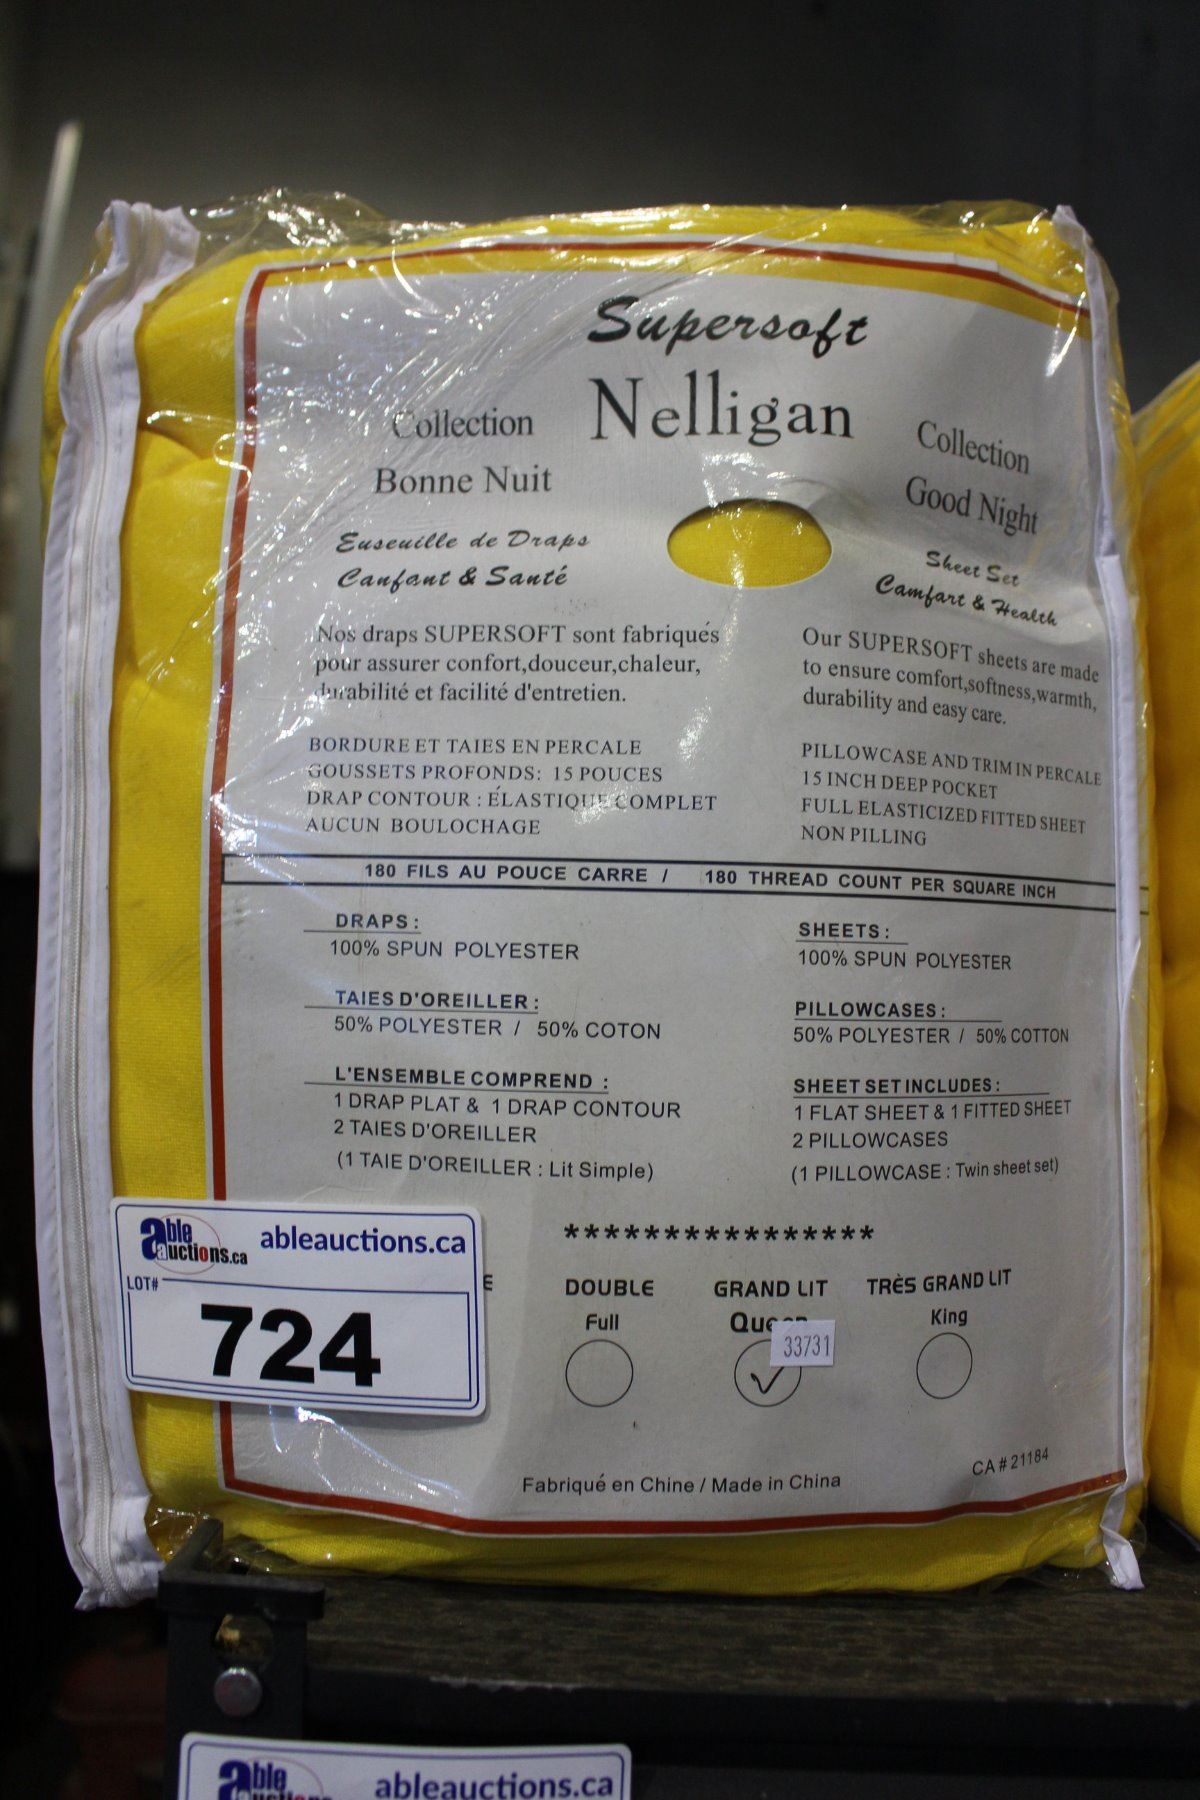 Supersoft
Nelligan
Collection
Bonne Nuit
Collection
Good Night
Enseuille de Draps
Canfant & Santé
Sheet Set
Camfart & Health
Nos draps SUPERSOFT sont fabriqués
pour assurer confort,douceur,chaleur,
durabilité et facilité d'entretien.
Our SUPERSOFT sheets are made
to ensure comfort,softness,warmth,
durability and easy care.
BORDURE ET TAIES EN PERCALE
GOUSSETS PROFONDS: 15 POUCES
DRAP CONTOUR : ÉLASTIQUE COMPLET
AUCUN BOULOCHAGE
PILLOWCASE AND TRIM IN PERCALE
15 INCH DEEP POCKET
FULL ELASTICIZED FITTED SHEET
NON PILLING
180 FILS AU POUCE CARRE / 180 THREAD COUNT PER SQUARE INCH
DRAPS :
100% SPUN POLYESTER
TAIES D'OREILLER :
50% POLYESTER / 50% COTON
L'ENSEMBLE COMPREND :
1 DRAP PLAT & 1 DRAP CONTOUR
2 TAIES D'OREILLER
(1 TAIE D'OREILLER : Lit Simple)
SHEETS :
100% SPUN POLYESTER
PILLOWCASES :
50% POLYESTER / 50% COTTON
SHEET SET INCLUDES :
1 FLAT SHEET & 1 FITTED SHEET
2 PILLOWCASES
(1 PILLOWCASE : Twin sheet set)
****************
E
DOUBLE
Full
GRAND LIT
Queen
TRÈS GRAND LIT
King
33731
Fabriqué en Chine / Made in China
CA # 21184
able auctions.ca
ableauctions.ca
LOT#
724
able auctions
ableauctions.ca